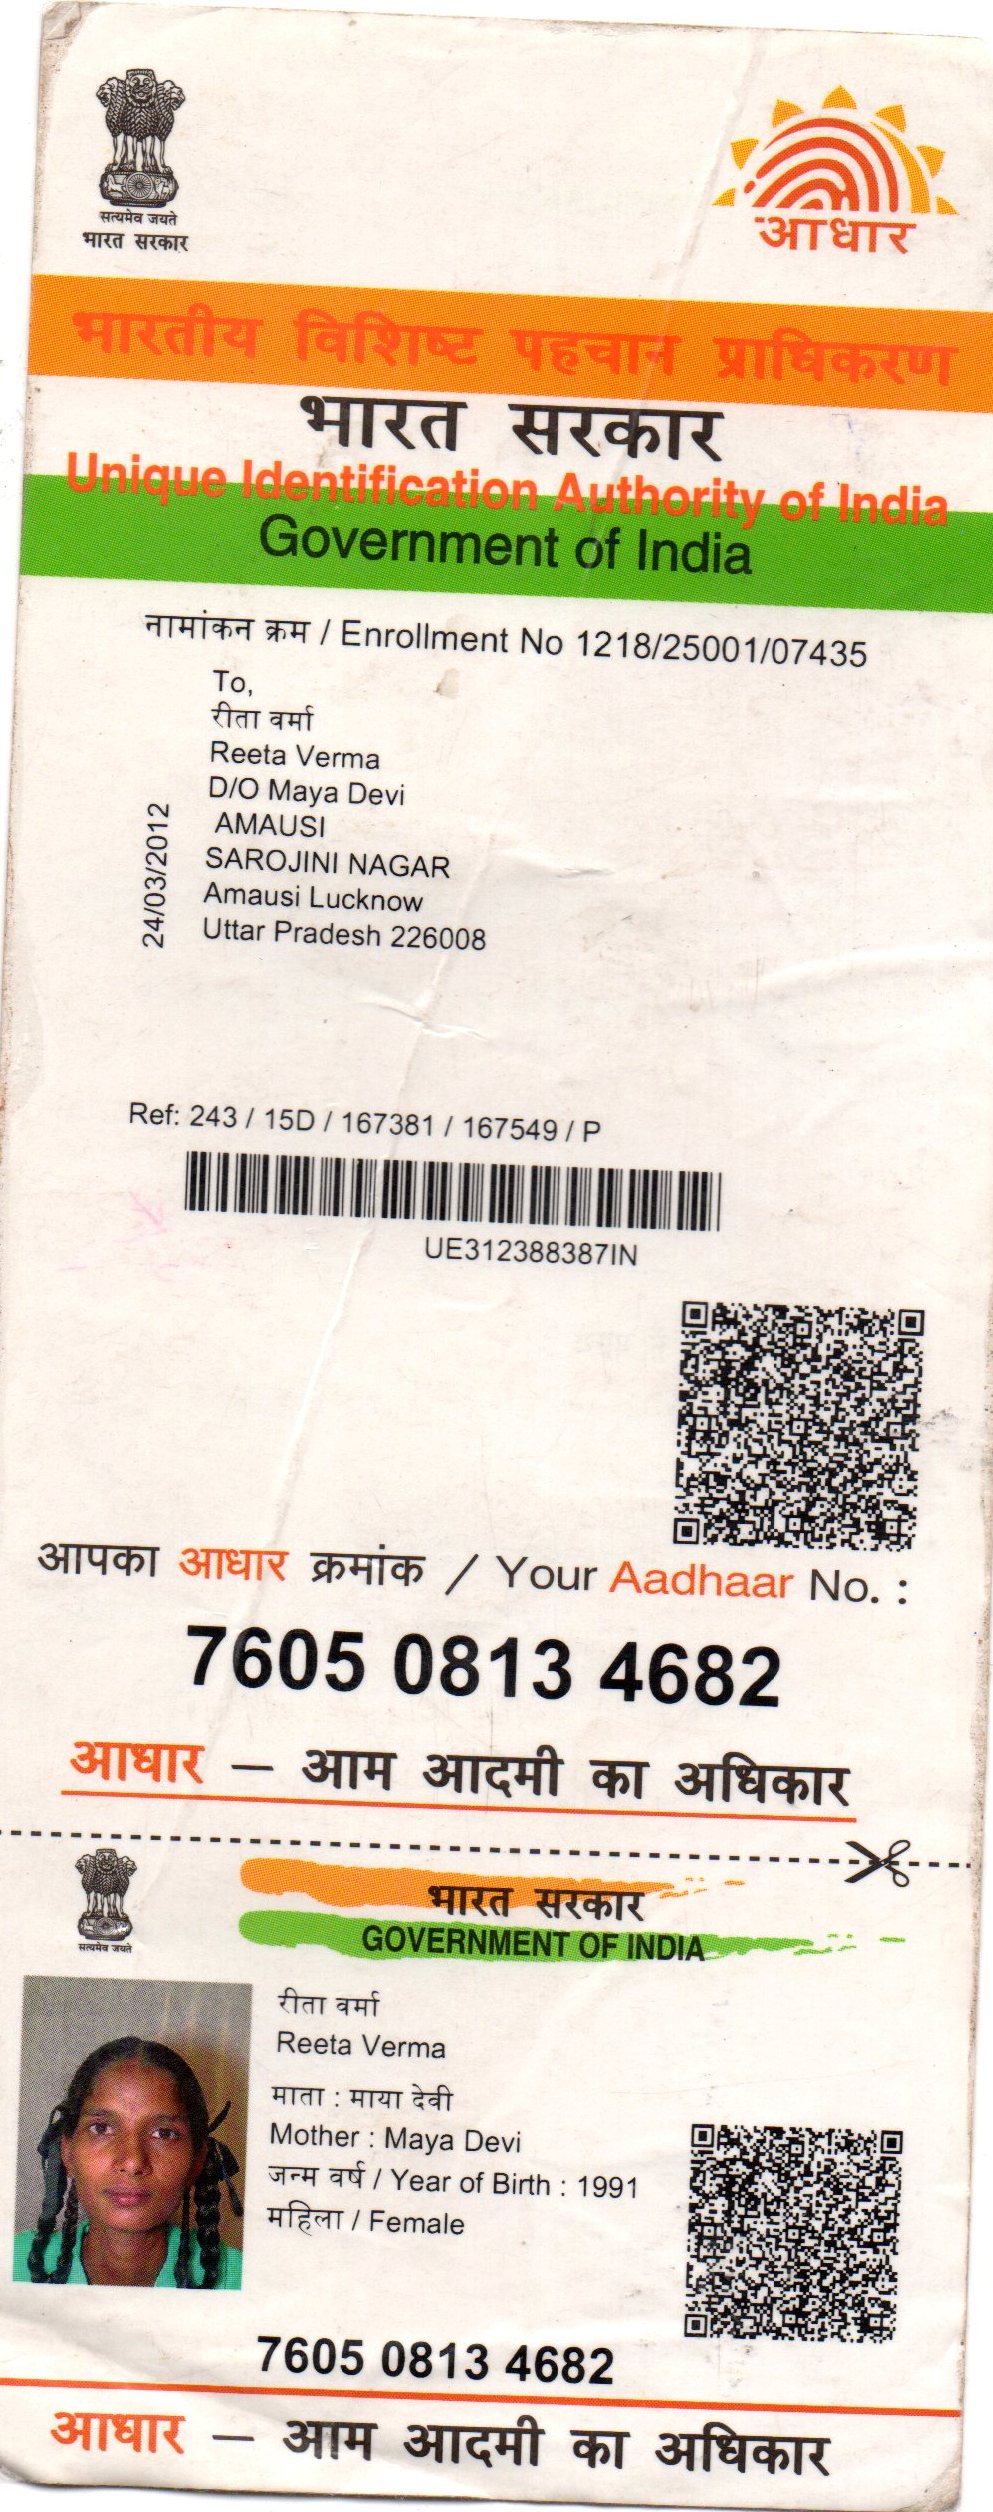 सत्यमेव जयते
भारत सरकार
आधार
भारतीय विशिष्ट पहचान प्राधिकरण
भारत सरकार
Unique Identification Authority of India
Government of India
नामांकन क्रम / Enrollment No 1218/25001/07435
To,
रीता वर्मा
Reeta Verma
D/O Maya Devi
AMAUSI
SAROJINI NAGAR
Amausi Lucknow
Uttar Pradesh 226008
24/03/2012
Ref: 243 / 15D / 167381 / 167549 / P
UE312388387IN
आपका आधार क्रमांक / Your Aadhaar No. :
7605 0813 4682
आधार — आम आदमी का अधिकार
सत्यमेव जयते
भारत सरकार
GOVERNMENT OF INDIA
रीता वर्मा
Reeta Verma
माता : माया देवी
Mother : Maya Devi
जन्म वर्ष / Year of Birth : 1991
महिला / Female
7605 0813 4682
आधार — आम आदमी का अधिकार